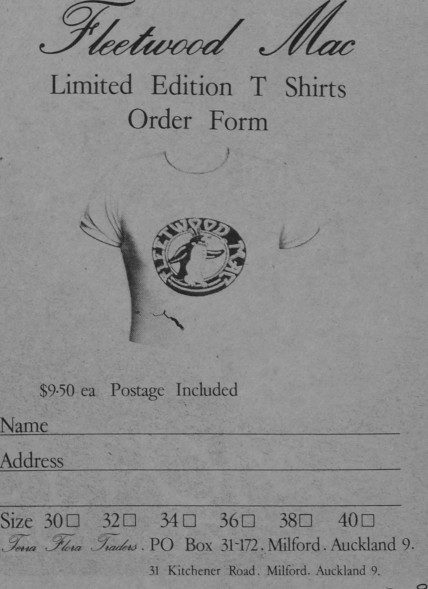 Fleetwood Mac
Limited Edition T Shirts
Order Form
FLEETWOOD MAC
$9·50 ea Postage Included
Name
Address
Size 30□ 32□ 34□ 36□ 38□ 40□
Terra Flora Traders. PO Box 31-172. Milford. Auckland 9.
31 Kitchener Road. Milford. Auckland 9.